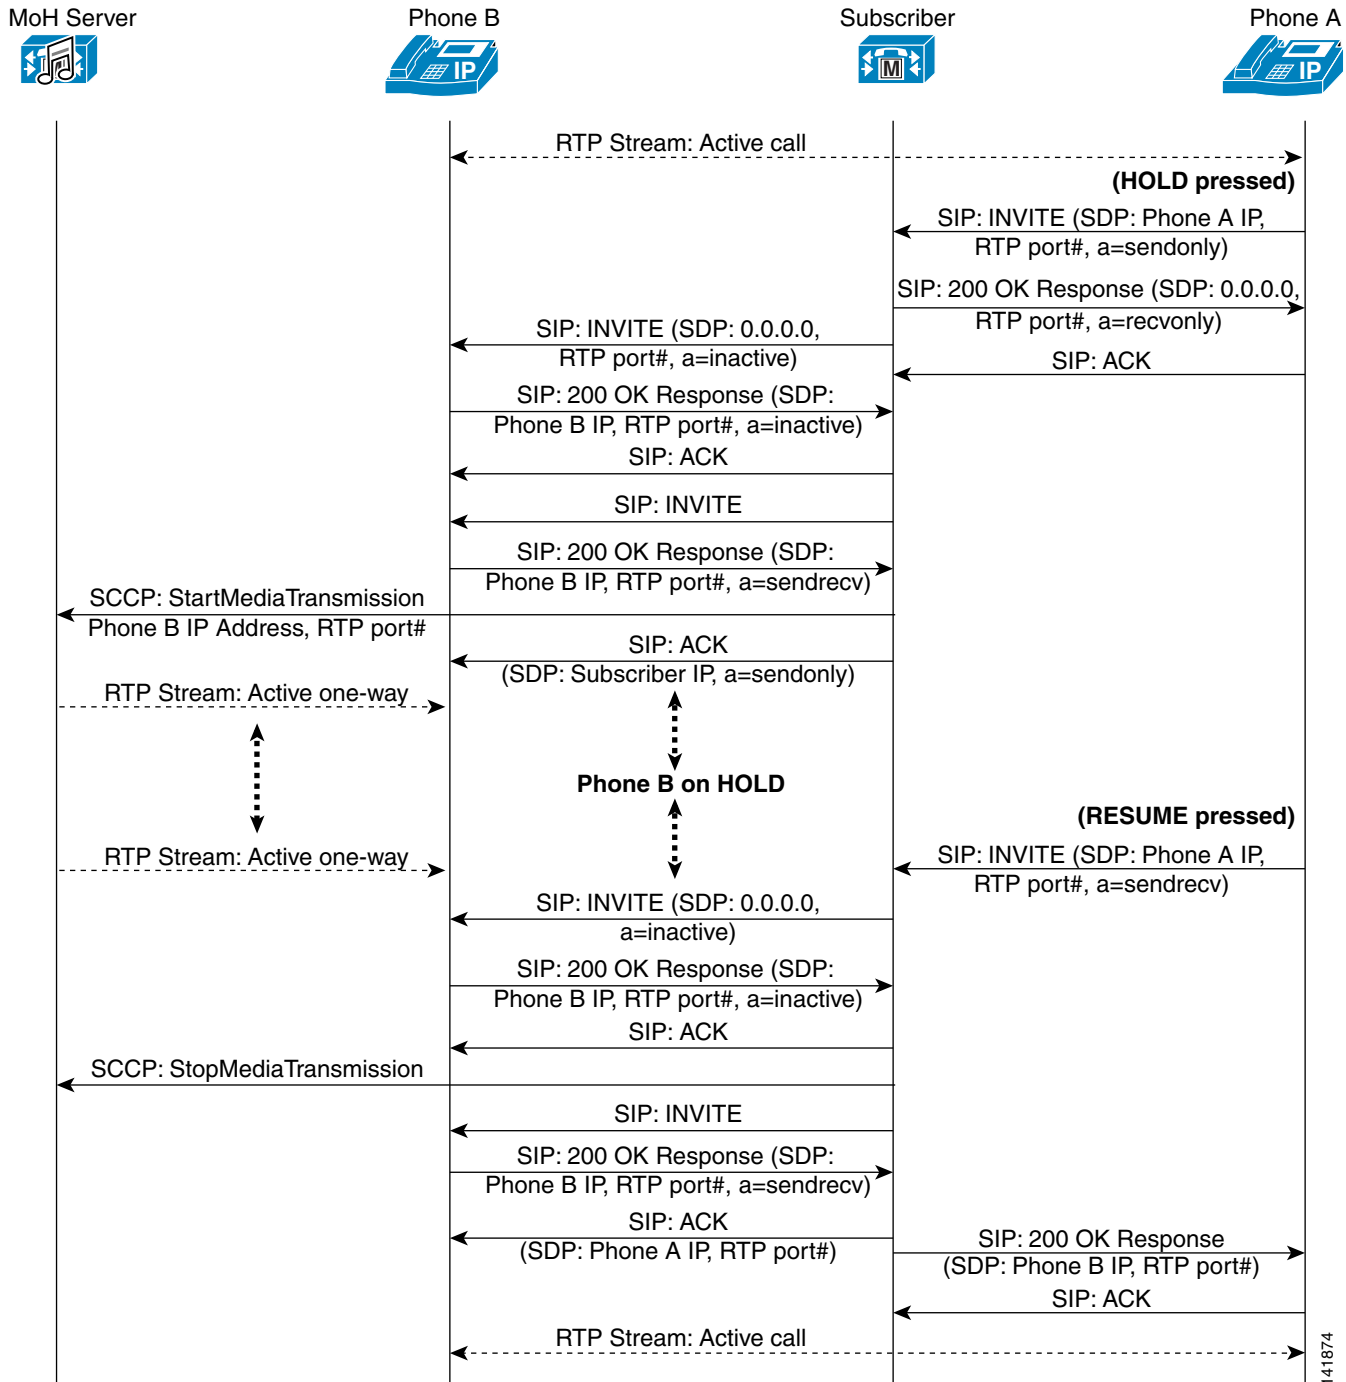 MoH Server
Phone B
Subscriber
Phone A
IP
M
IP
RTP Stream: Active call
(HOLD pressed)
SIP: INVITE (SDP: Phone A IP,
RTP port#, a=sendonly)
SIP: 200 OK Response (SDP: 0.0.0.0,
RTP port#, a=recvonly)
SIP: INVITE (SDP: 0.0.0.0,
RTP port#, a=inactive)
SIP: ACK
SIP: 200 OK Response (SDP:
Phone B IP, RTP port#, a=inactive)
SIP: ACK
SIP: INVITE
SIP: 200 OK Response (SDP:
Phone B IP, RTP port#, a=sendrecv)
SCCP: StartMediaTransmission
Phone B IP Address, RTP port#
SIP: ACK
(SDP: Subscriber IP, a=sendonly)
RTP Stream: Active one-way
Phone B on HOLD
(RESUME pressed)
RTP Stream: Active one-way
SIP: INVITE (SDP: Phone A IP,
RTP port#, a=sendrecv)
SIP: INVITE (SDP: 0.0.0.0,
a=inactive)
SIP: 200 OK Response (SDP:
Phone B IP, RTP port#, a=inactive)
SIP: ACK
SCCP: StopMediaTransmission
SIP: INVITE
SIP: 200 OK Response (SDP:
Phone B IP, RTP port#, a=sendrecv)
SIP: ACK
(SDP: Phone A IP, RTP port#)
SIP: 200 OK Response
(SDP: Phone B IP, RTP port#)
SIP: ACK
RTP Stream: Active call
141874